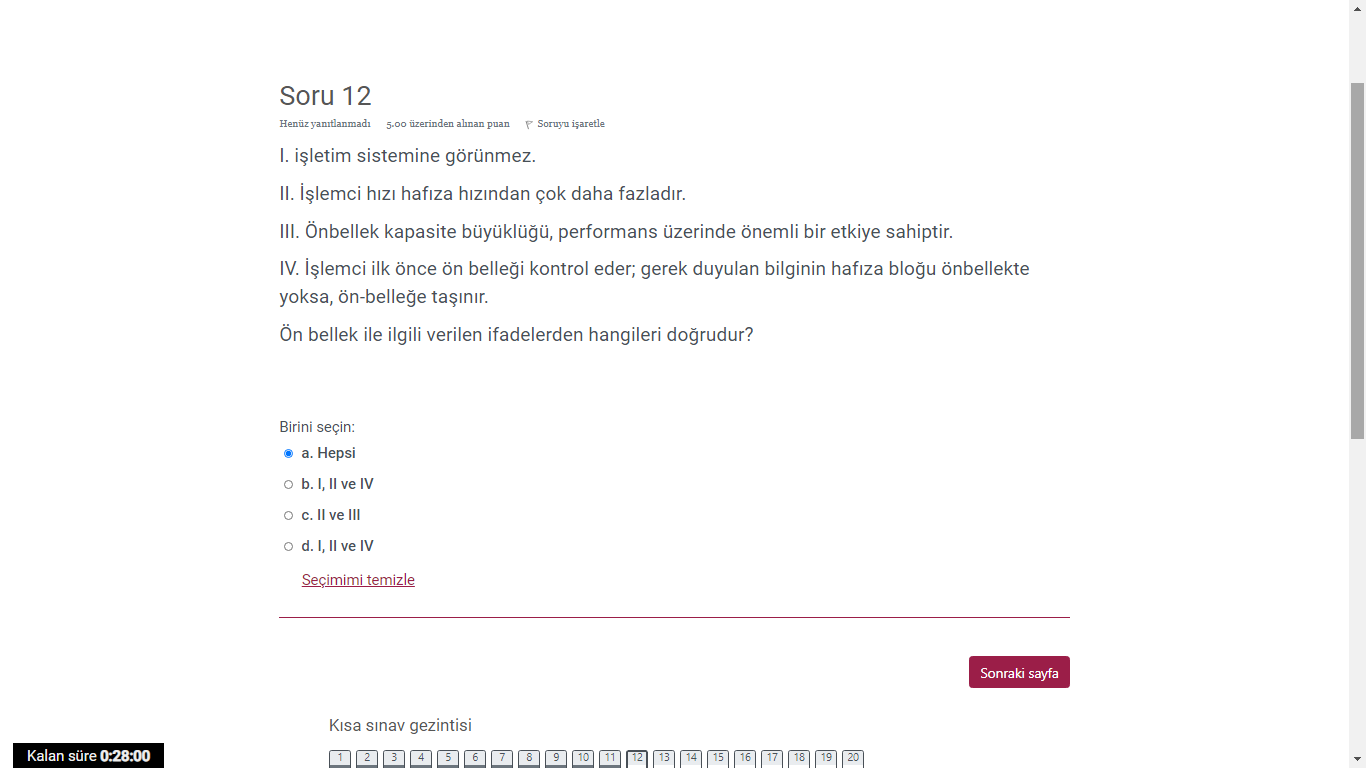 Soru 12
Henüz yanıtlanmadı 5.00 üzerinden alınan puan Soruyu işaretle
I. işletim sistemine görünmez.
II. İşlemci hızı hafıza hızından çok daha fazladır.
III. Önbellek kapasite büyüklüğü, performans üzerinde önemli bir etkiye sahiptir.
IV. İşlemci ilk önce ön belleği kontrol eder; gerek duyulan bilginin hafıza bloğu önbellekte
yoksa, ön-belleğe taşınır.
Ön bellek ile ilgili verilen ifadelerden hangileri doğrudur?
Birini seçin:
a. Hepsi
b. I, II ve IV
c. II ve III
d. I, II ve IV
Seçimimi temizle
Sonraki sayfa
Kısa sınav gezintisi
Kalan süre 0:28:00
1 2 3 4 5 6 7 8 9 10 11 12 13 14 15 16 17 18 19 20